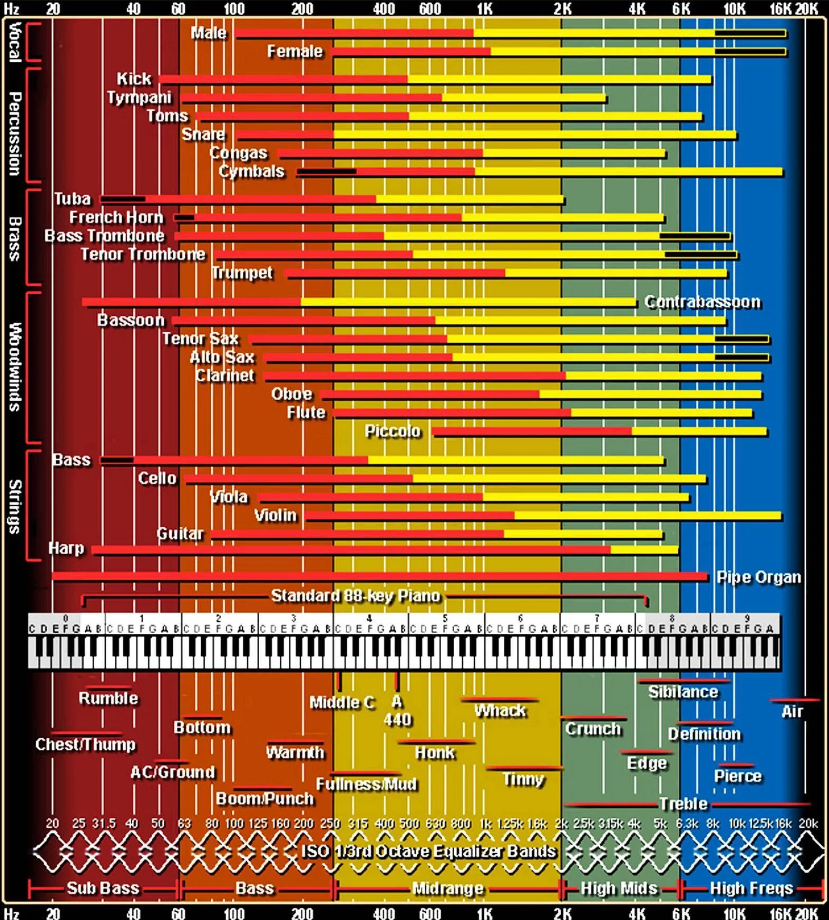 Hz 20 40 60 100 200 400 600 1K 2K 4K 6K 10K 16K 20K
Vocal
Male
Female
Percussion
Kick
Tympani
Toms
Snare
Congas
Cymbals
Brass
Tuba
French Horn
Bass Trombone
Tenor Trombone
Trumpet
Woodwinds
Contrabassoon
Bassoon
Tenor Sax
Alto Sax
Clarinet
Oboe
Flute
Piccolo
Strings
Bass
Cello
Viola
Violin
Guitar
Harp
Pipe Organ
Standard 88-key Piano
0 1 2 3 4 5 6 7 8 9
C D E F G A B C D E F G A B C D E F G A B C D E F G A B C D E F G A B C D E F G A B C D E F G A B C D E F G A B C D E F G A B C D E F G A
Rumble
Middle C
A
440
Whack
Sibilance
Air
Bottom
Crunch
Definition
Chest/Thump
Warmth
Honk
Edge
AC/Ground
Fullness/Mud
Tinny
Pierce
Boom/Punch
Treble
20 25 31.5 40 50 63 80 100 125 160 200 250 315 400 500 630 800 1k 1.25k 1.6k 2k 2.5k 3.15k 4k 5k 6.3k 8k 10k 12.5k 16k 20k
ISO 1/3rd Octave Equalizer Bands
Sub Bass Bass Midrange High Mids High Freqs
Hz 20 40 60 100 200 400 600 1K 2K 4K 6K 10K 16K 20K